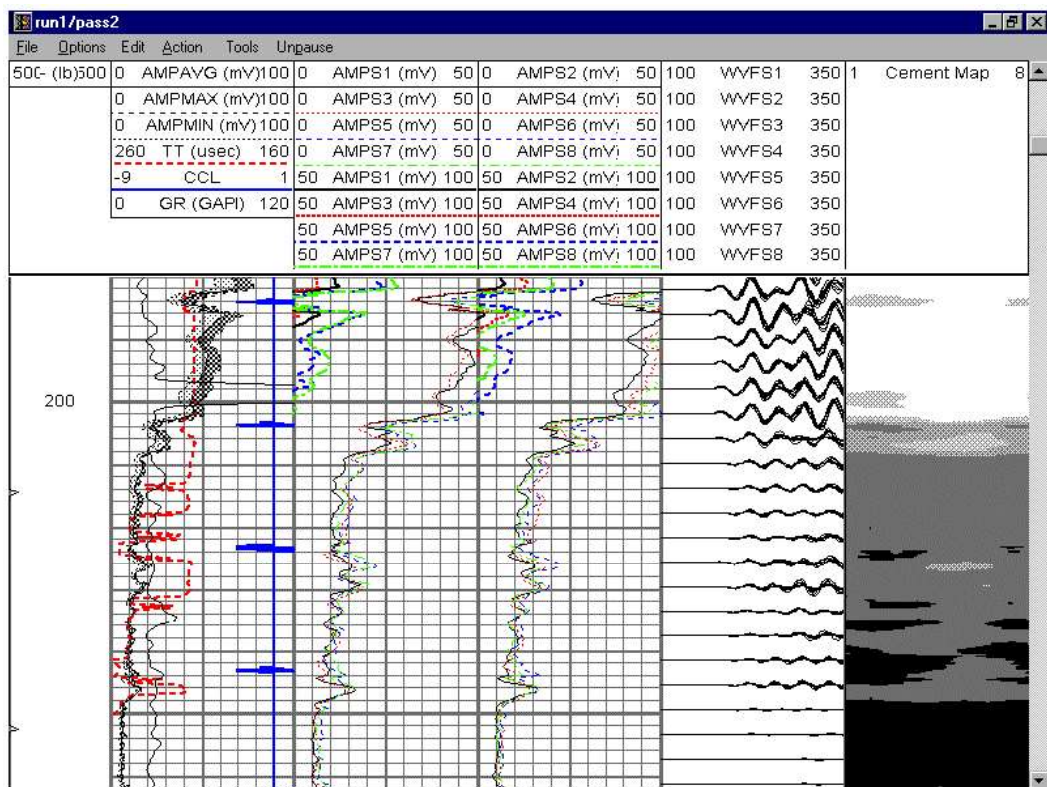 run1/pass2
File Options Edit Action Tools Unpause
500- (lb)500 0 AMPAVG (mV)100 0 AMPS1 (mV) 50 0 AMPS2 (mV) 50 100 WVFS1 350 1 Cement Map 8
0 AMPMAX (mV)100 0 AMPS3 (mV) 50 0 AMPS4 (mV) 50 100 WVFS2 350
0 AMPMIN (mV) 100 0 AMPS5 (mV) 50 0 AMPS6 (mV) 50 100 WVFS3 350
260 TT (usec) 160 0 AMPS7 (mV) 50 0 AMPS8 (mV) 50 100 WVFS4 350
-9 CCL 1 50 AMPS1 (mV) 100 50 AMPS2 (mV) 100 100 WVFS5 350
0 GR (GAPI) 120 50 AMPS3 (mV) 100 50 AMPS4 (mV) 100 100 WVFS6 350
50 AMPS5 (mV) 100 50 AMPS6 (mV) 100 100 WVFS7 350
50 AMPS7 (mV) 100 50 AMPS8 (mV) 100 100 WVFS8 350
200